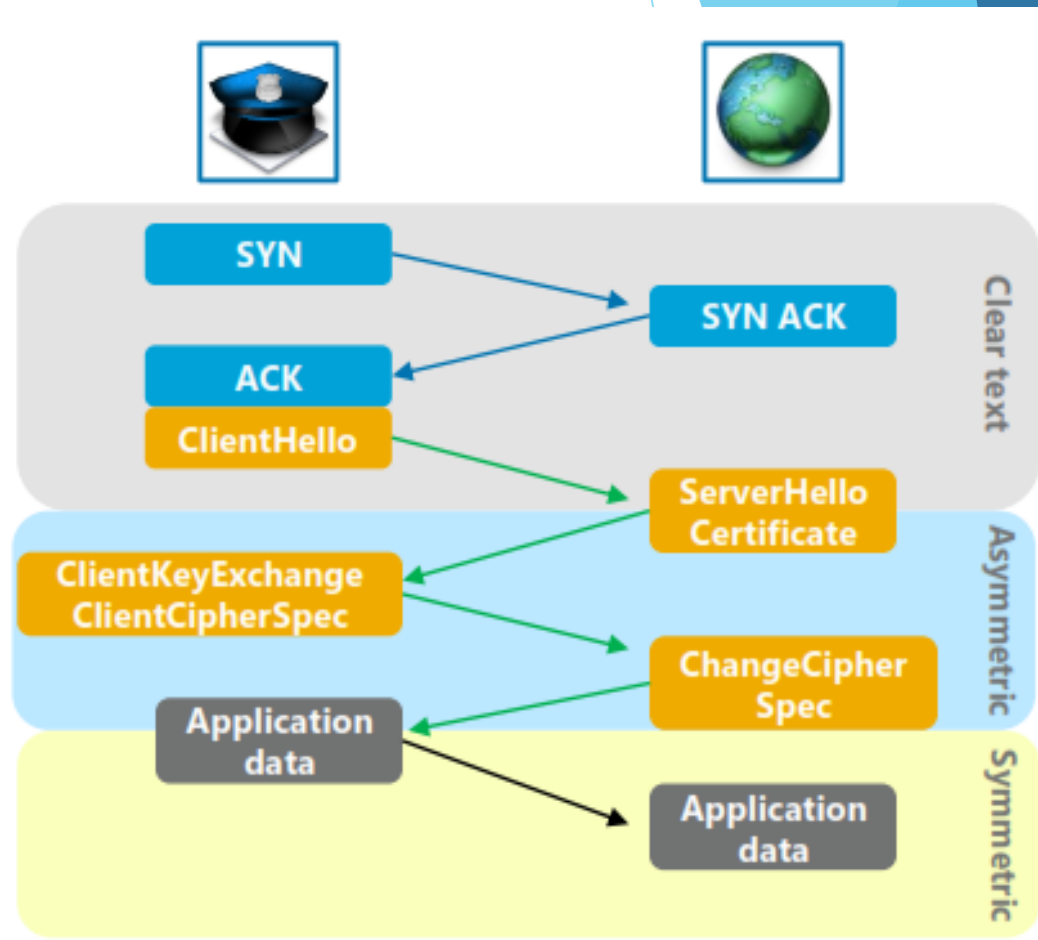 SYN
SYN ACK
ACK
ClientHello
ServerHello
Certificate
ClientKeyExchange
ClientCipherSpec
ChangeCipher
Spec
Application
data
Application
data
Clear text
Asymmetric
Symmetric